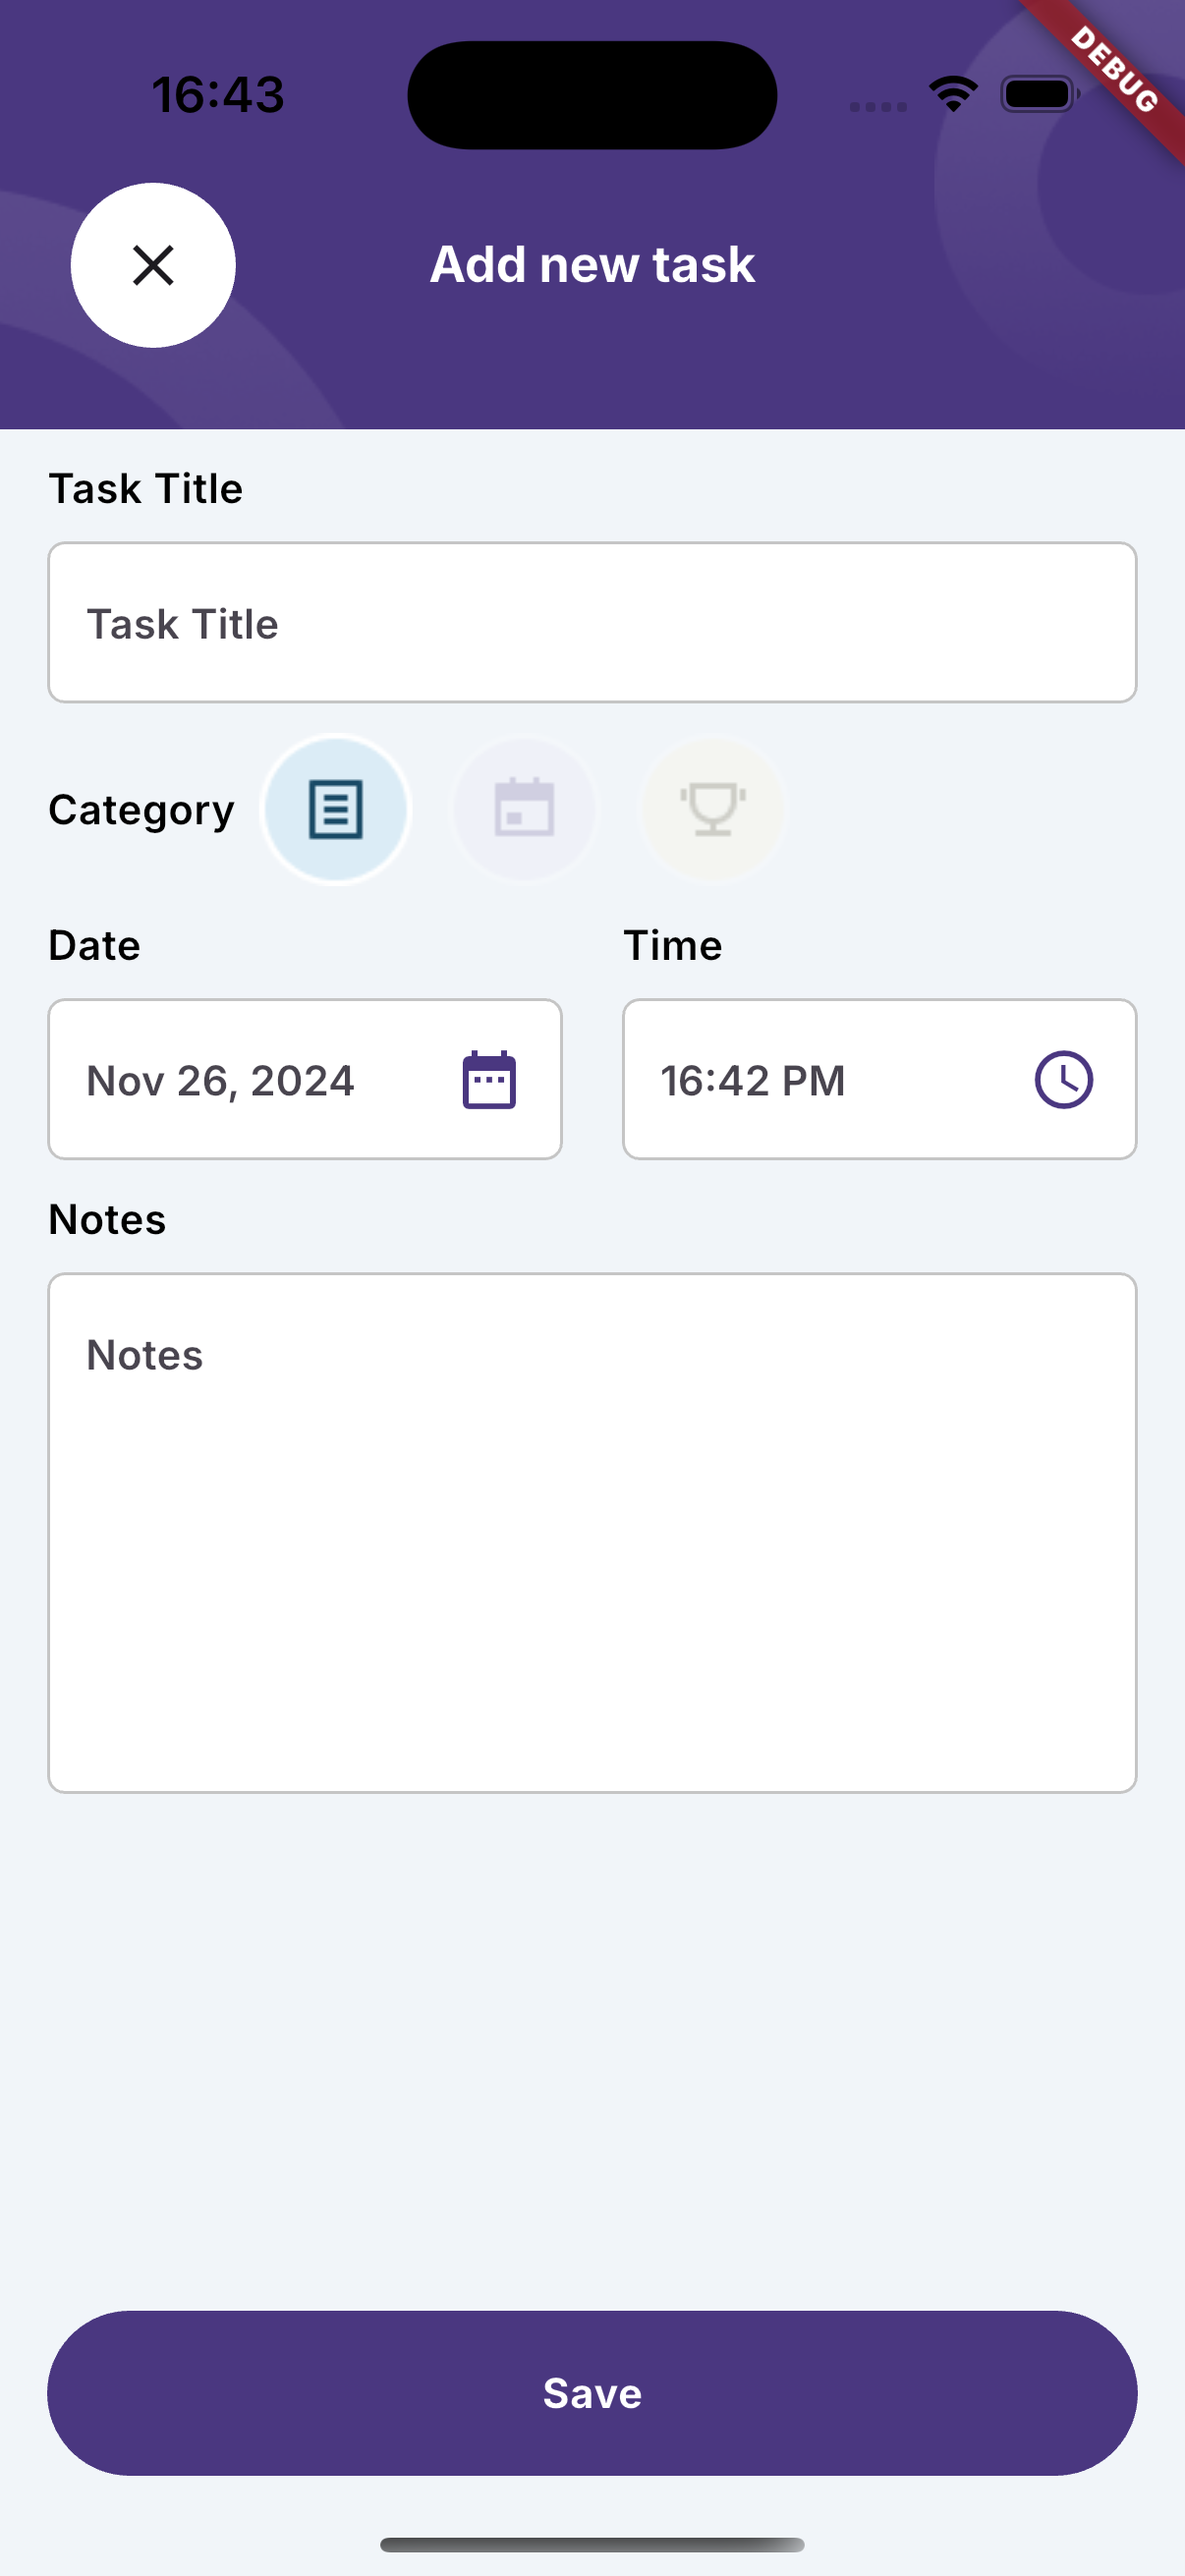 16:43
DEBUG
Add new task
Task Title
Task Title
Category
Date
Time
Nov 26, 2024
16:42 PM
Notes
Notes
Save